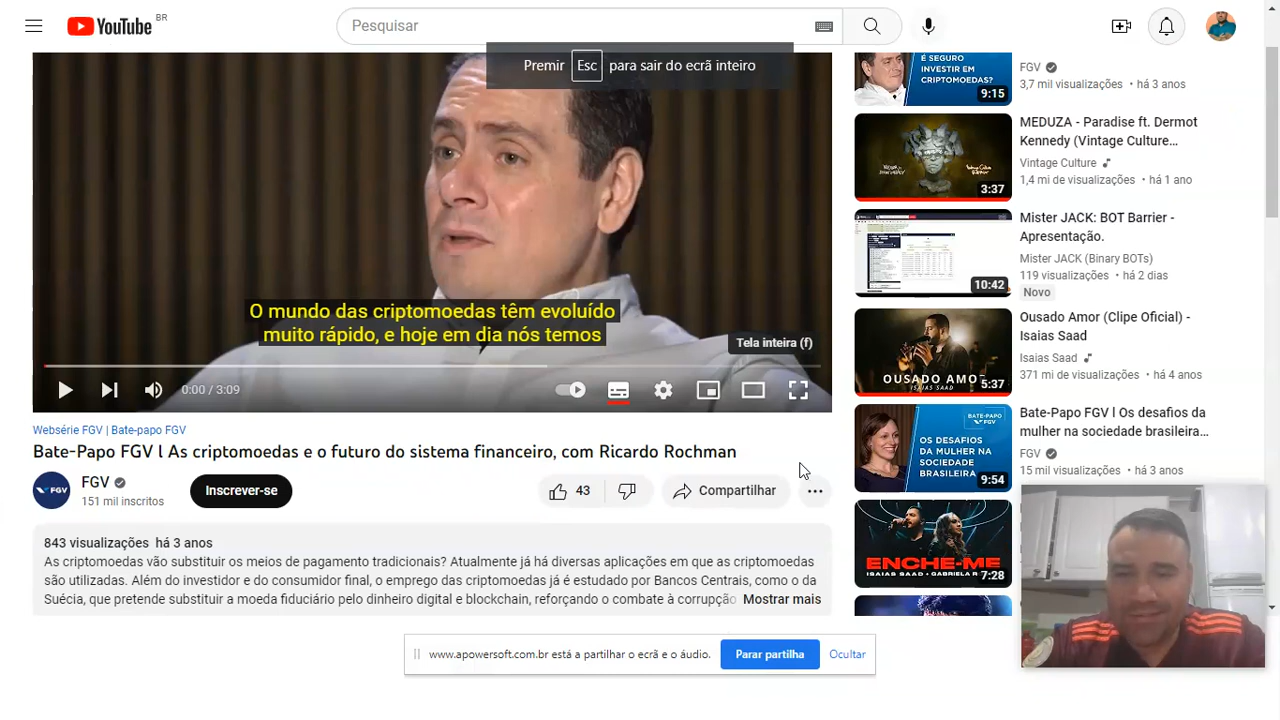 YouTube BR
Pesquisar
Premir Esc para sair do ecrã inteiro
O mundo das criptomoedas têm evoluído
muito rápido, e hoje em dia nós temos
Tela inteira (f)
0:00 / 3:09
Websérie FGV | Bate-papo FGV
Bate-Papo FGV l As criptomoedas e o futuro do sistema financeiro, com Ricardo Rochman
FGV
FGV
151 mil inscritos
Inscrever-se
43
Compartilhar
843 visualizações há 3 anos
As criptomoedas vão substituir os meios de pagamento tradicionais? Atualmente já há diversas aplicações em que as criptomoedas
são utilizadas. Além do investidor e do consumidor final, o emprego das criptomoedas já é estudado por Bancos Centrais, como o da
Suécia, que pretende substituir a moeda fiduciário pelo dinheiro digital e blockchain, reforçando o combate à corrupção Mostrar mais
É SEGURO
INVESTIR EM
CRIPTOMOEDAS?
9:15
FGV
3,7 mil visualizações • há 3 anos
3:37
MEDUZA - Paradise ft. Dermot
Kennedy (Vintage Culture...
Vintage Culture
1,4 mi de visualizações • há 1 ano
10:42
Mister JACK: BOT Barrier -
Apresentação.
Mister JACK (Binary BOTs)
119 visualizações • há 2 dias
Novo
OUSADO AMO
ISAIAS SAAD
5:37
Ousado Amor (Clipe Oficial) -
Isaias Saad
Isaias Saad
371 mi de visualizações • há 4 anos
BATE-PAPO
FGV
OS DESAFIOS
DA MULHER NA
SOCIEDADE
BRASILEIRA
9:54
Bate-Papo FGV l Os desafios da
mulher na sociedade brasileira...
FGV
15 mil visualizações • há 3 anos
ENCHE-ME
ISAIAS SAAD + GABRIELA R
7:28
www.apowersoft.com.br está a partilhar o ecrã e o áudio.
Parar partilha
Ocultar